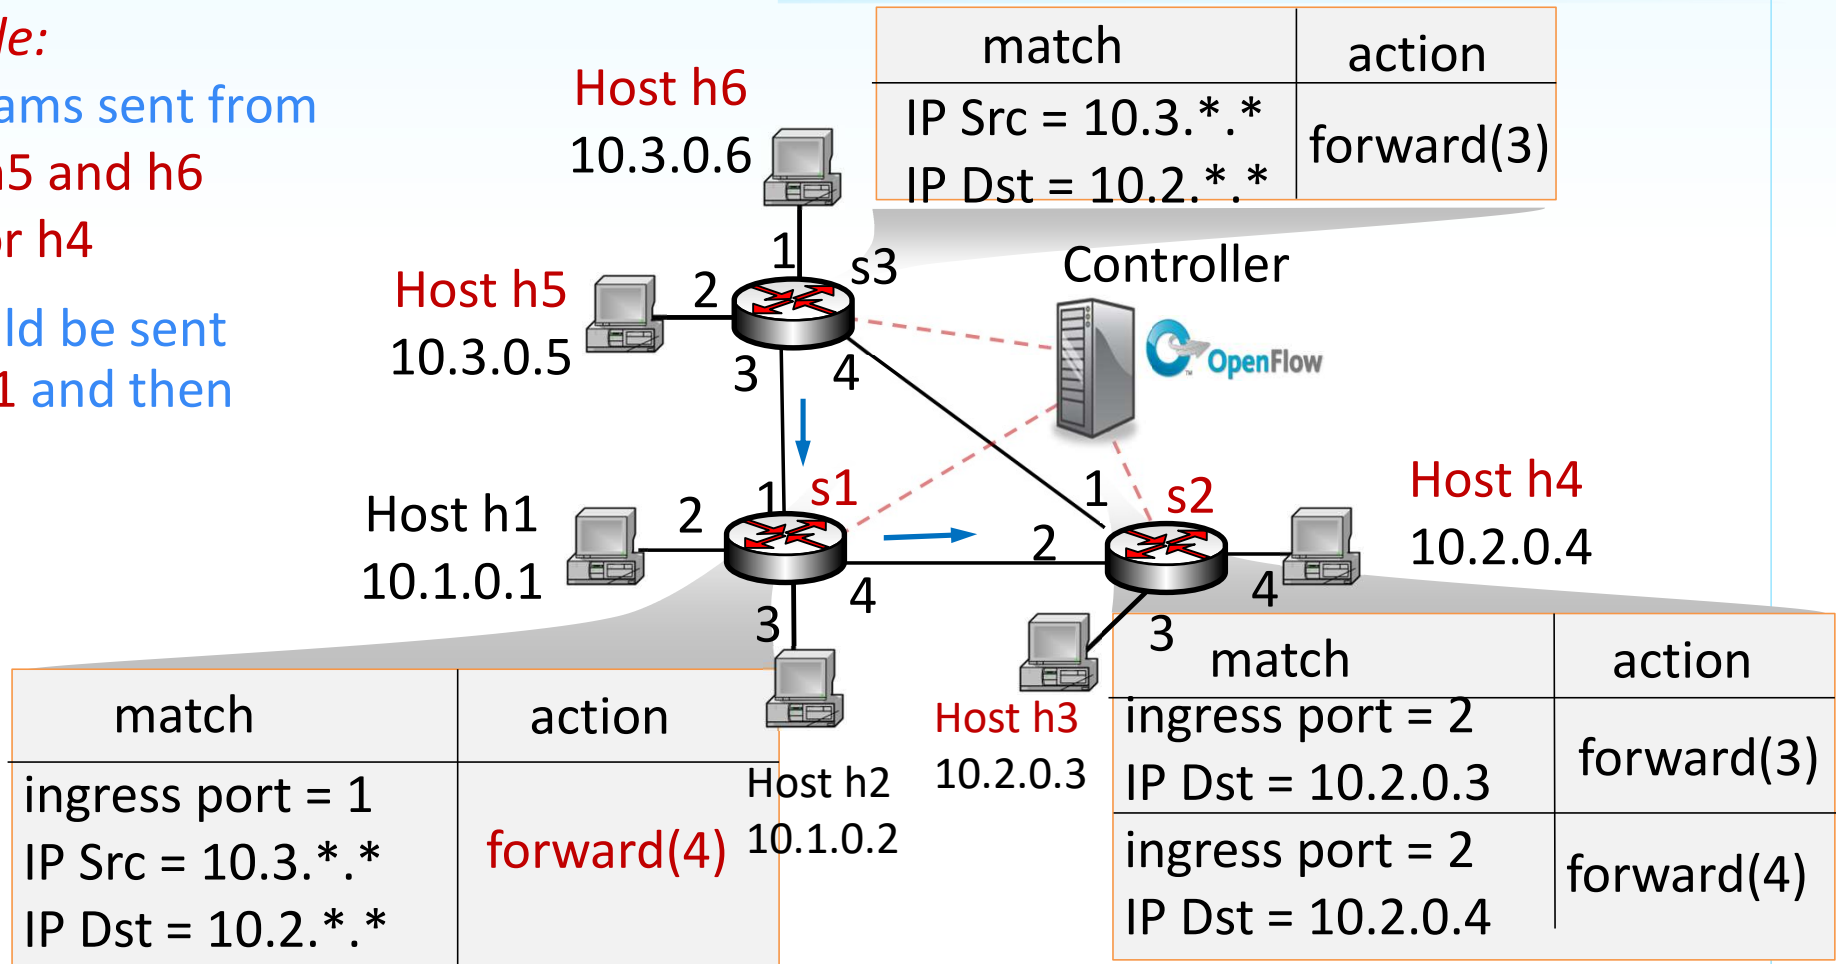 le:
ams sent from
h5 and h6
or h4
ld be sent
1 and then
match
action
IP Src = 10.3.*.*
IP Dst = 10.2.*.*
forward(3)
Host h6
10.3.0.6
1
s3
Controller
Host h5
10.3.0.5
2
3
4
OpenFlow
Host h1
10.1.0.1
2
1
s1
3
4
1
s2
2
3
4
Host h4
10.2.0.4
Host h2
10.1.0.2
Host h3
10.2.0.3
match
action
ingress port = 1
IP Src = 10.3.*.*
IP Dst = 10.2.*.*
forward(4)
match
action
ingress port = 2
IP Dst = 10.2.0.3
forward(3)
ingress port = 2
IP Dst = 10.2.0.4
forward(4)